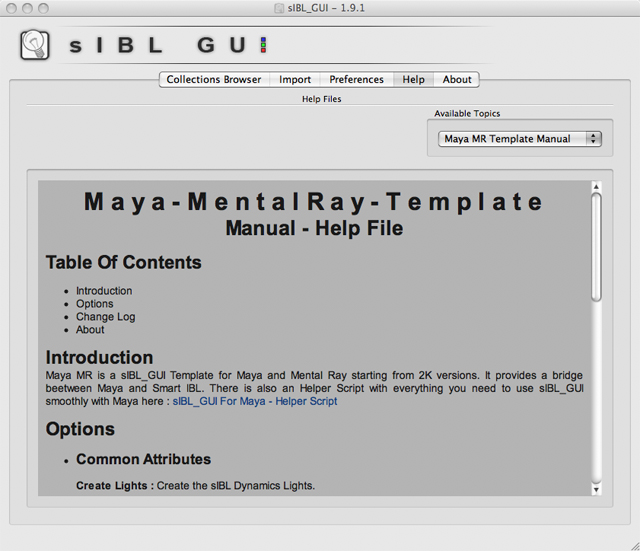 sIBL_GUI – 1.9.1
sIBL GUI
Collections Browser Import Preferences Help About
Help Files
Available Topics
Maya MR Template Manual
Maya-MentalRay-Template
Manual - Help File
Table Of Contents
• Introduction
• Options
• Change Log
• About
Introduction
Maya MR is a sIBL_GUI Template for Maya and Mental Ray starting from 2K versions. It provides a bridge
beetween Maya and Smart IBL. There is also an Helper Script with everything you need to use sIBL_GUI
smoothly with Maya here : sIBL_GUI For Maya - Helper Script
Options
• Common Attributes
Create Lights : Create the sIBL Dynamics Lights.